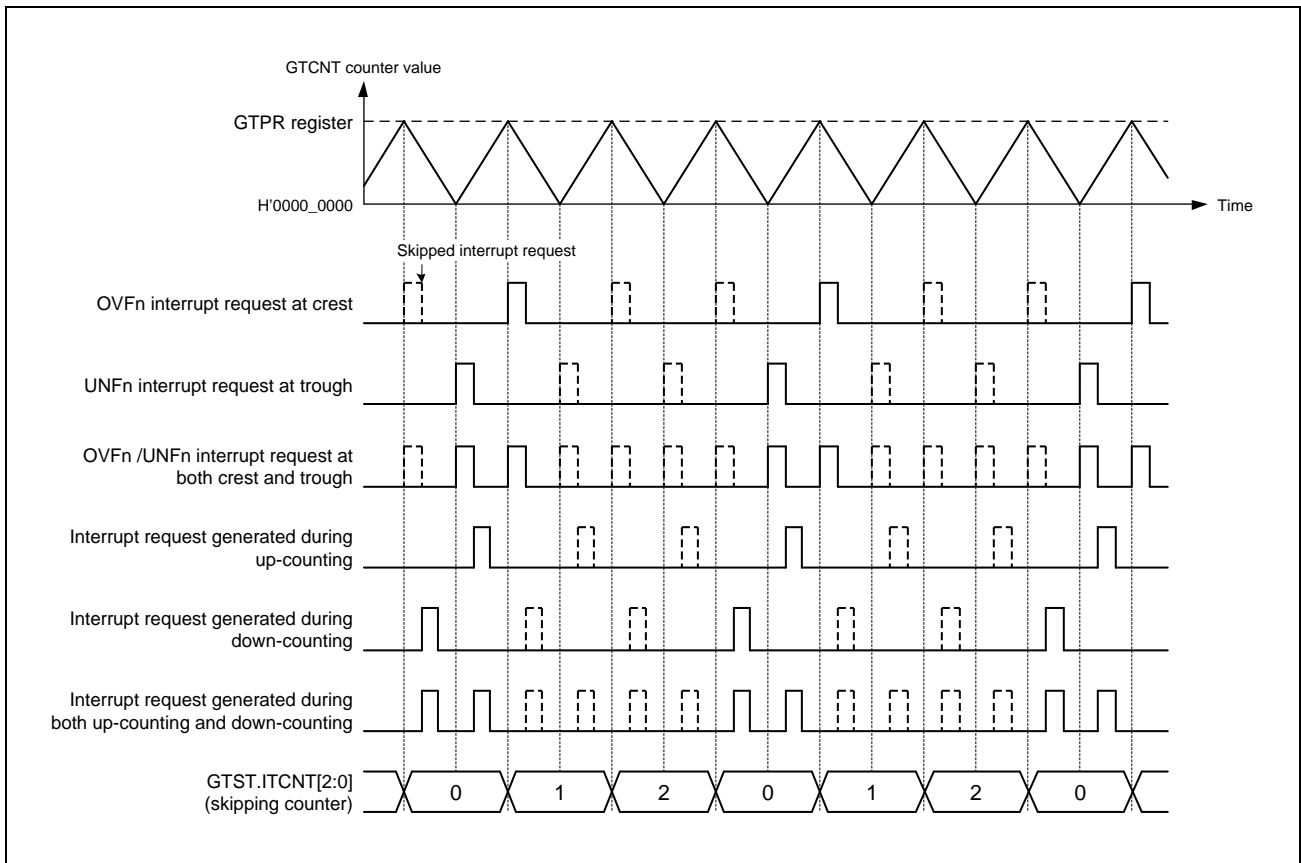 GTCNT counter value
GTPR register
H'0000_0000
Time
Skipped interrupt request
OVFn interrupt request at crest
UNFn interrupt request at trough
OVFn /UNFn interrupt request at
both crest and trough
Interrupt request generated during
up-counting
Interrupt request generated during
down-counting
Interrupt request generated during
both up-counting and down-counting
GTST.ITCNT[2:0]
(skipping counter)
0 1 2 0 1 2 0